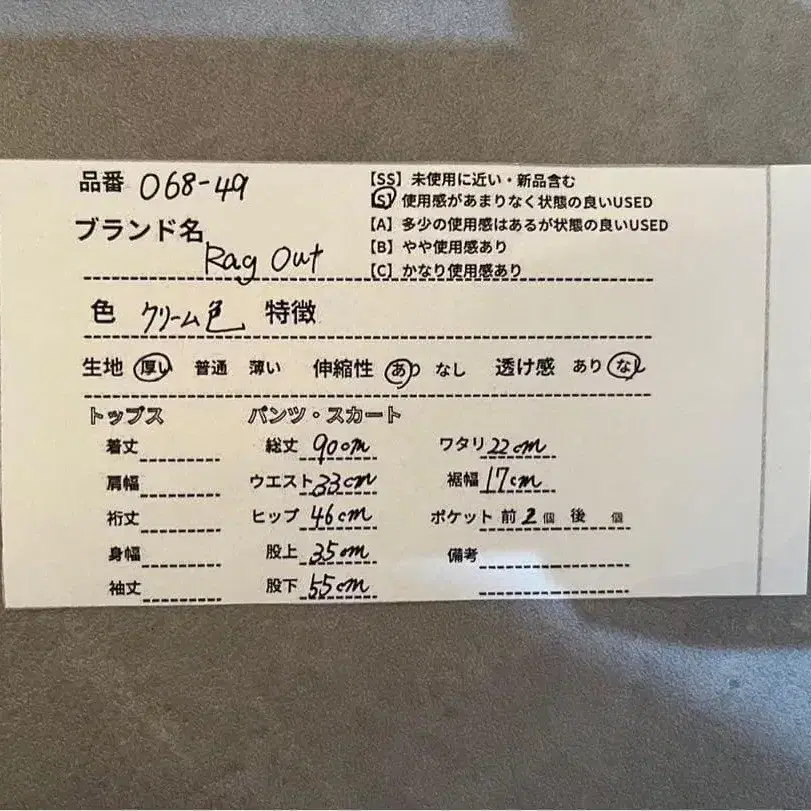 品番 068-49
【SS】未使用に近い・新品含む
【S】使用感があまりなく状態の良いUSED
ブランド名 Rag Out
【A】多少の使用感はあるが状態の良いUSED
【B】やや使用感あり
【C】かなり使用感あり
色 クリーム色 特徴
生地 厚い 普通 薄い 伸縮性 あり なし 透け感 あり なし
トップス パンツ・スカート
着丈 総丈 90cm ワタリ 22cm
肩幅 ウエスト 33cm 裾幅 17cm
裄丈 ヒップ 46cm ポケット 前 2 個 後 個
身幅 股上 35cm 備考
袖丈 股下 55cm